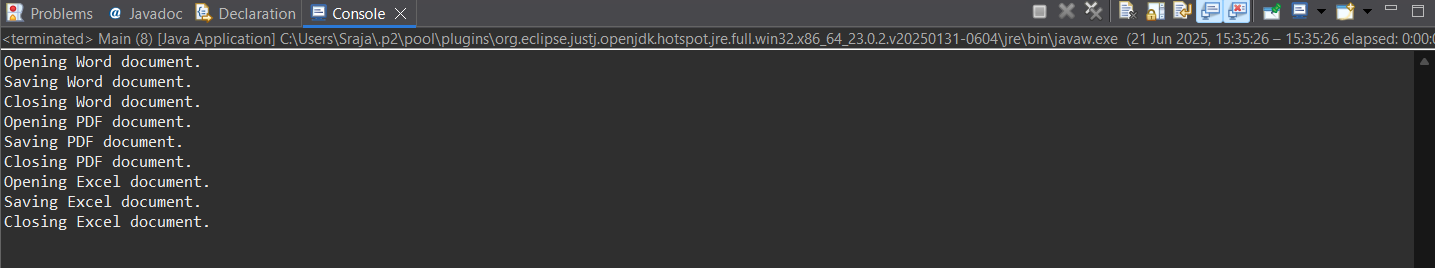 Problems @ Javadoc Declaration Console
<terminated> Main (8) [Java Application] C:\Users\Sraja\.p2\pool\plugins\org.eclipse.justj.openjdk.hotspot.jre.full.win32.x86_64_23.0.2.v20250131-0604\jre\bin\javaw.exe (21 Jun 2025, 15:35:26 – 15:35:26 elapsed: 0:00:0
Opening Word document.
Saving Word document.
Closing Word document.
Opening PDF document.
Saving PDF document.
Closing PDF document.
Opening Excel document.
Saving Excel document.
Closing Excel document.